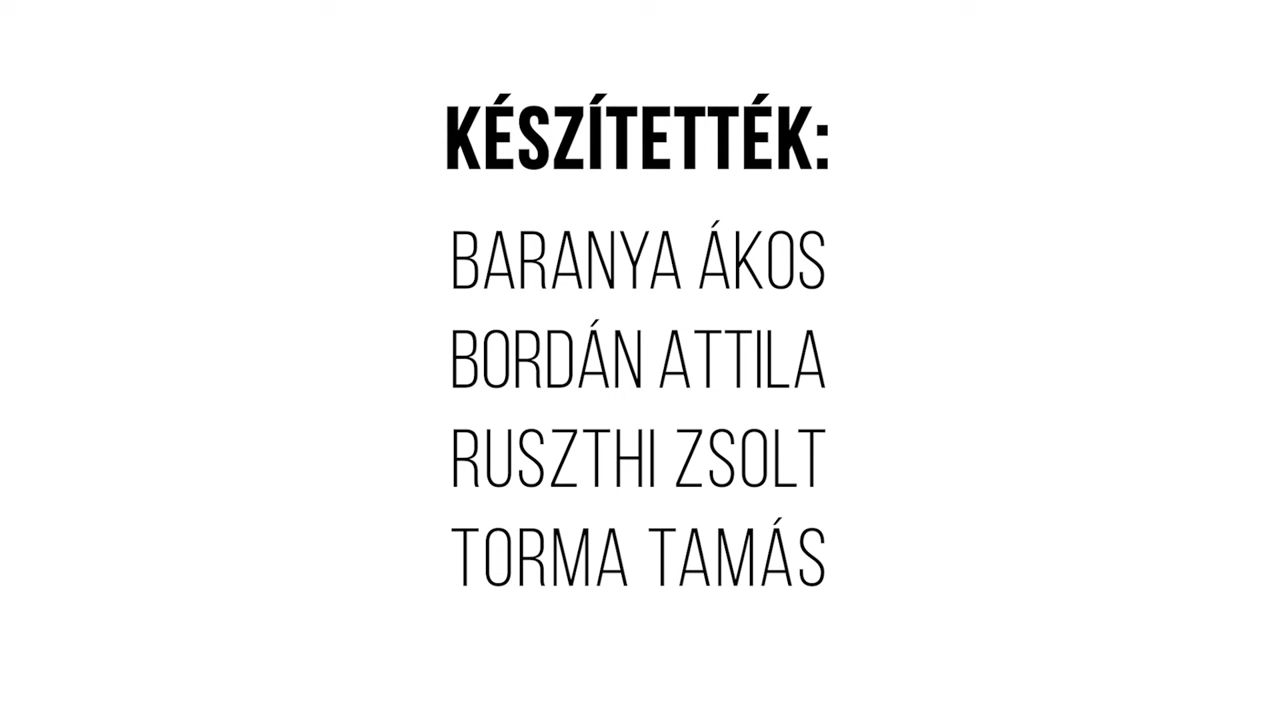 KÉSZÍTETTÉK:
BARANYA ÁKOS
BORDÁN ATTILA
RUSZTHI ZSOLT
TORMA TAMÁS